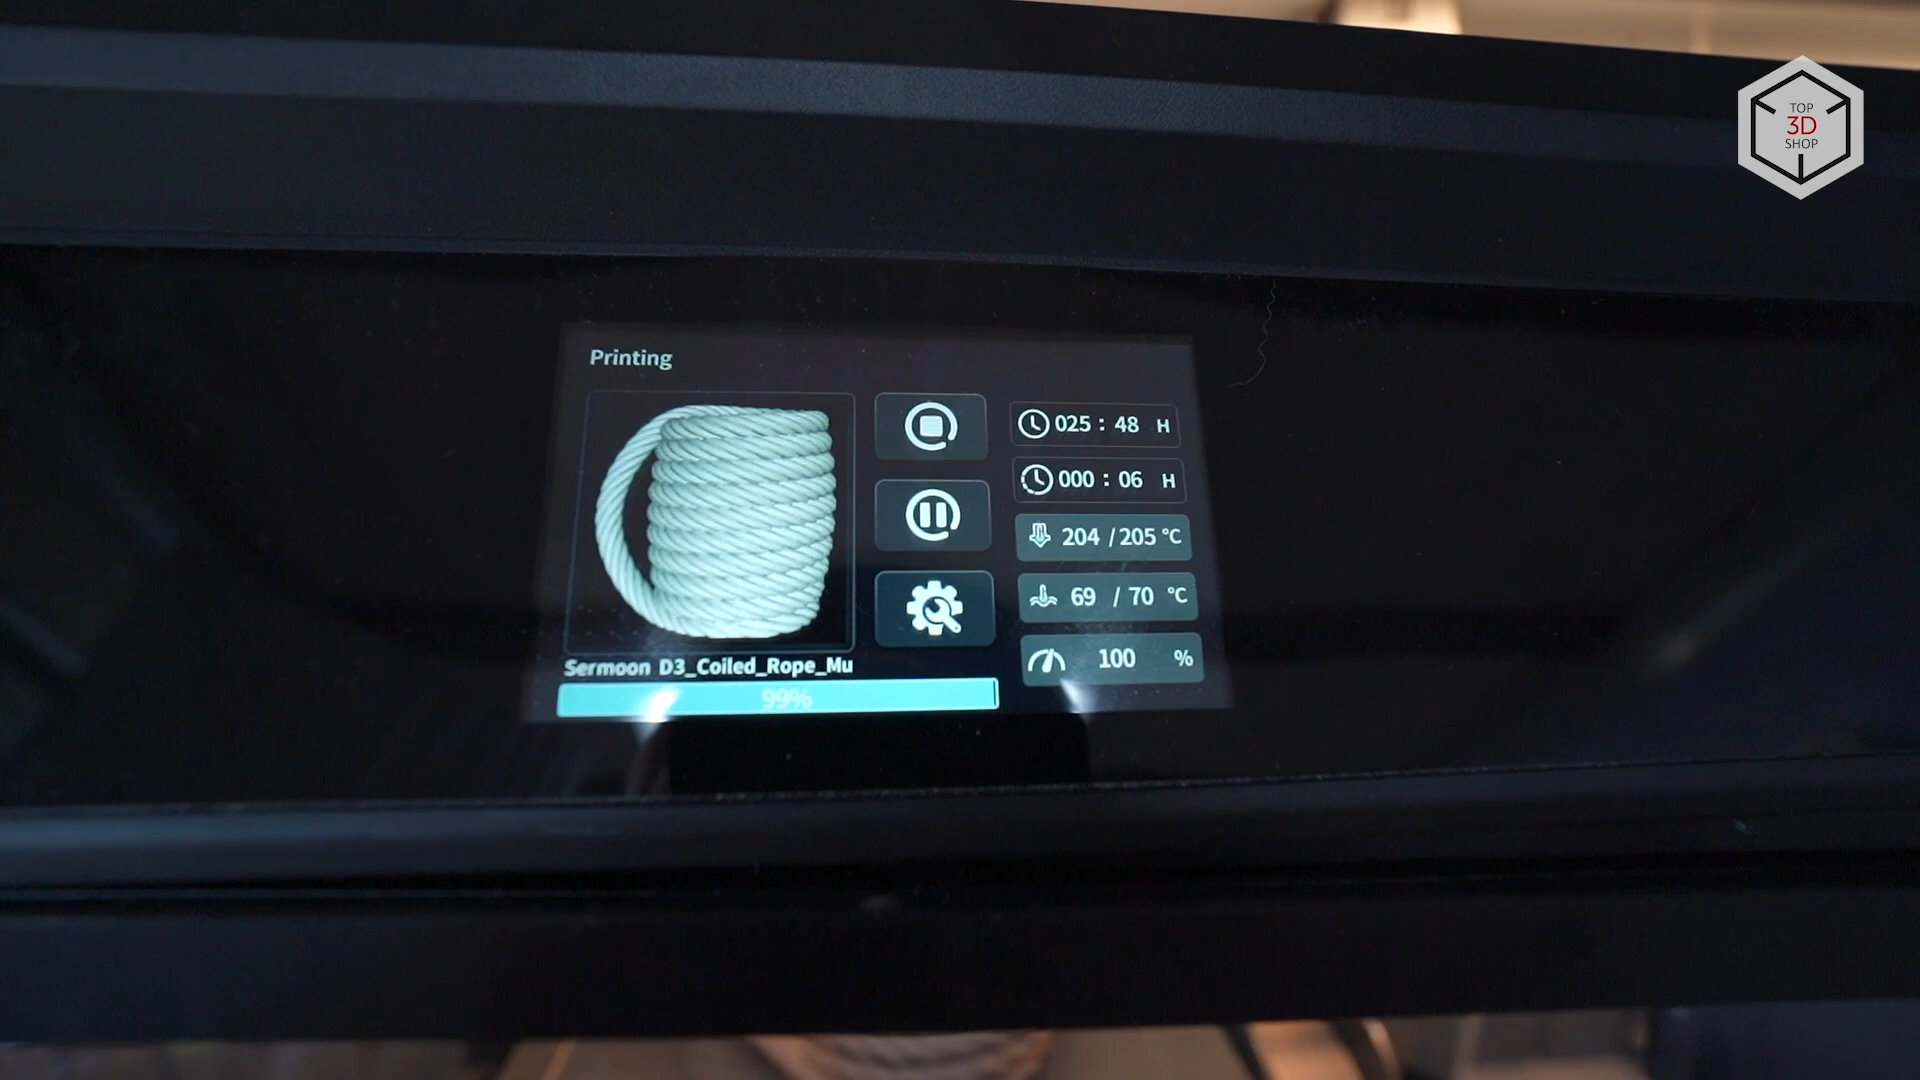 TOP
3D
SHOP
Printing
025 : 48 H
000 : 06 H
204 / 205 °C
69 / 70 °C
100 %
Sermoon D3_Coiled_Rope_Mu
99%